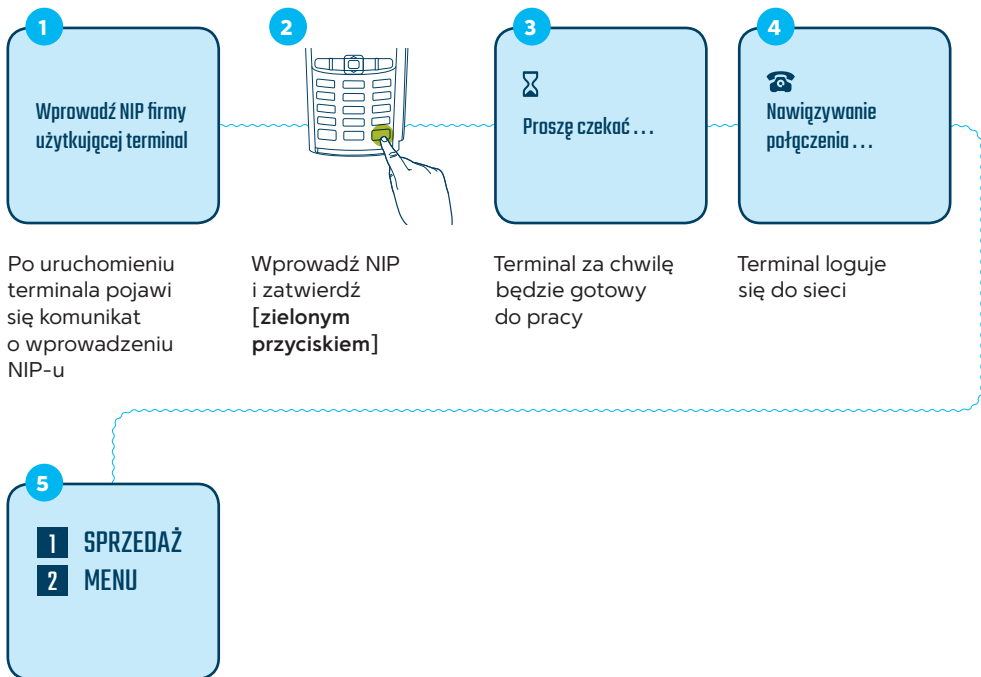 1
Wprowadź NIP firmy
użytkującej terminal
Po uruchomieniu
terminala pojawi
się komunikat
o wprowadzeniu
NIP-u
2
Wprowadź NIP
i zatwierdź
[zielonym
przyciskiem]
3
Proszę czekać . . .
Terminal za chwilę
będzie gotowy
do pracy
4
Nawiązywanie
połączenia . . .
Terminal loguje
się do sieci
5
1 SPRZEDAŻ
2 MENU